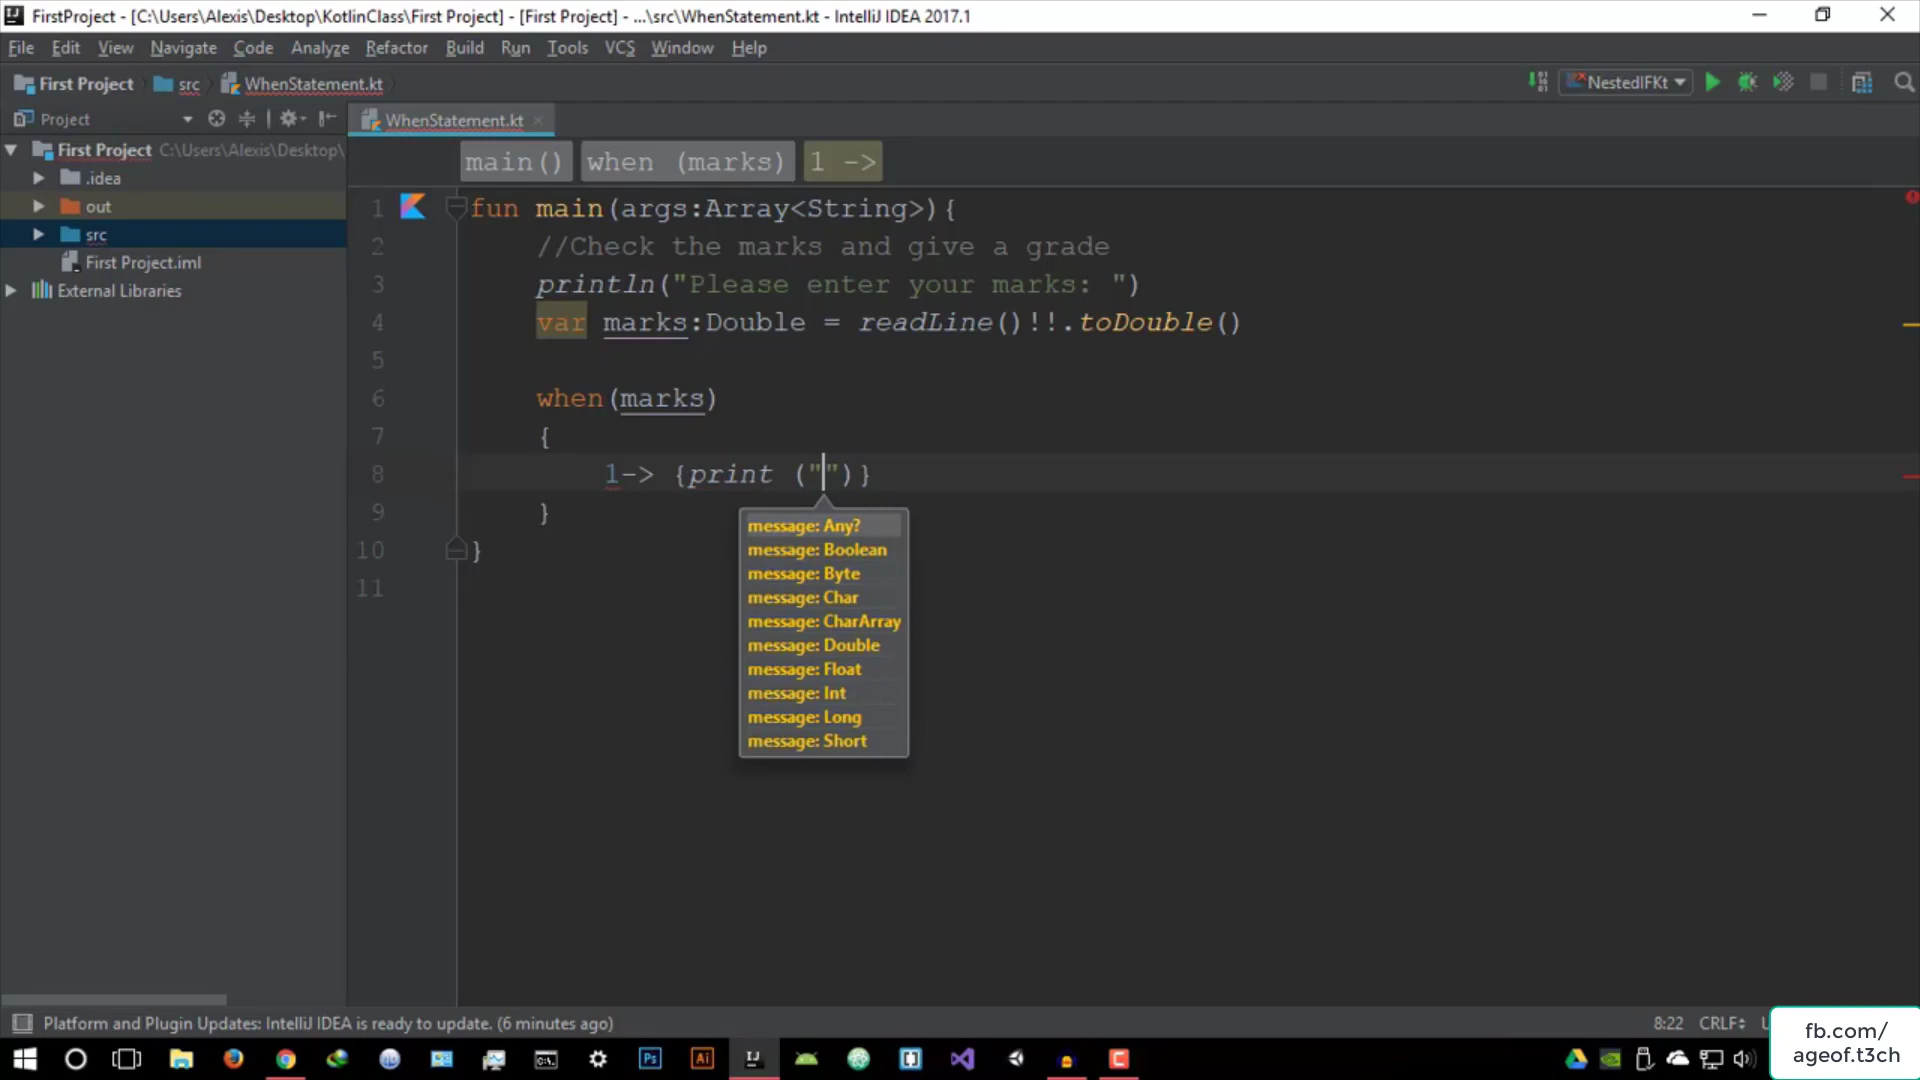 FirstProject - [C:\Users\Alexis\Desktop\KotlinClass\First Project] - [First Project] - ...\src\WhenStatement.kt - IntelliJ IDEA 2017.1
File Edit View Navigate Code Analyze Refactor Build Run Tools VCS Window Help
First Project src WhenStatement.kt NestedIFKt
Project WhenStatement.kt
First Project C:\Users\Alexis\Desktop\
.idea
out
src
First Project.iml
External Libraries
main() when (marks) 1 ->
1 fun main(args:Array<String>){
2 //Check the marks and give a grade
3 println("Please enter your marks: ")
4 var marks:Double = readLine()!!.toDouble()
5
6 when(marks)
7 {
8 1-> {print ("")}
9 }
10 }
11
message: Any?
message: Boolean
message: Byte
message: Char
message: CharArray
message: Double
message: Float
message: Int
message: Long
message: Short
Platform and Plugin Updates: IntelliJ IDEA is ready to update. (6 minutes ago) 8:22 CRLF
Ps Ai IJ
fb.com/
ageof.t3ch